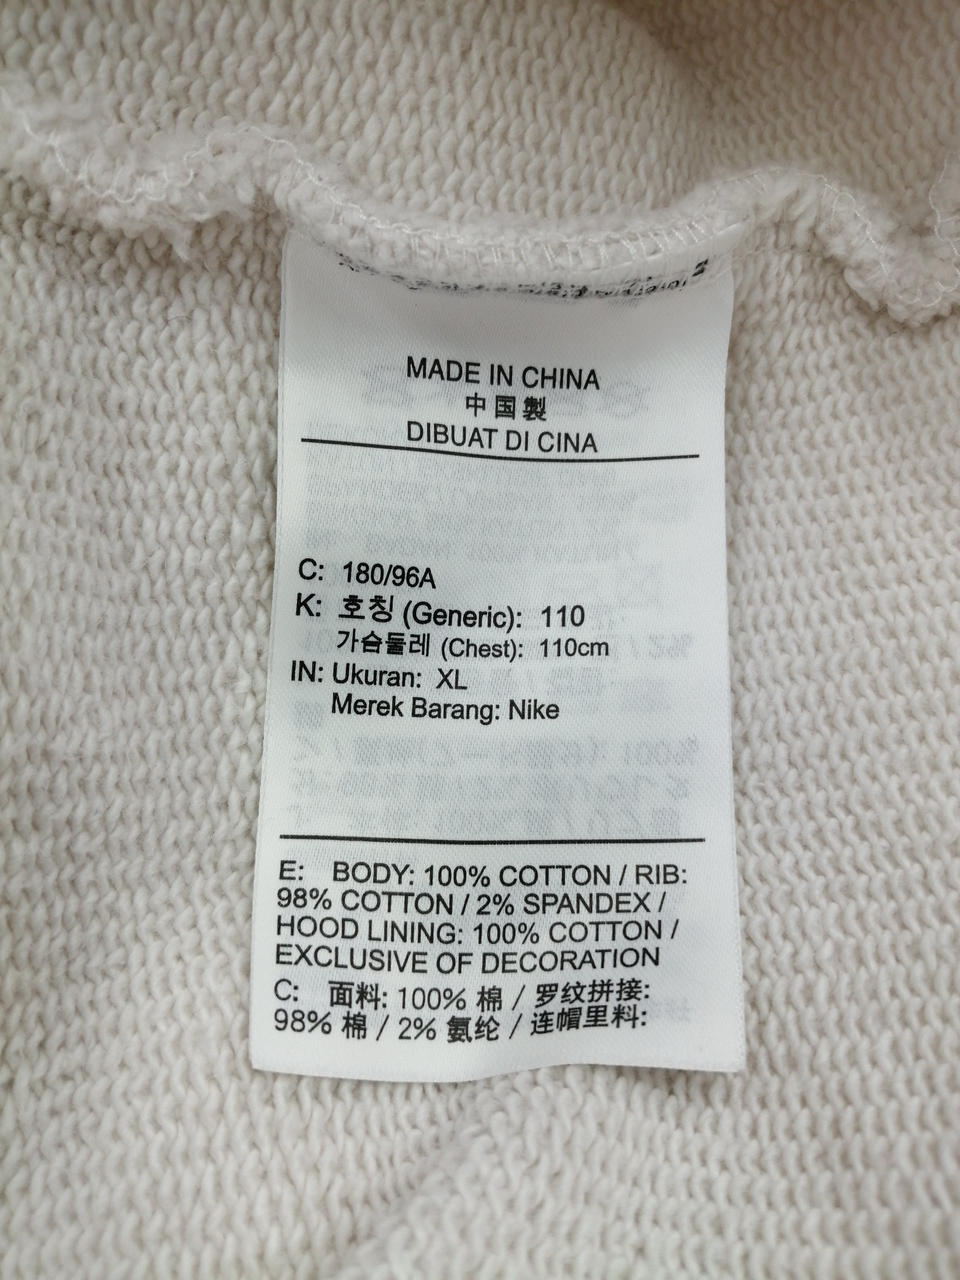 MADE IN CHINA
中国製
DIBUAT DI CINA
C: 180/96A
K: 호칭 (Generic): 110
가슴둘레 (Chest): 110cm
IN: Ukuran: XL
Merek Barang: Nike
E: BODY: 100% COTTON / RIB:
98% COTTON / 2% SPANDEX /
HOOD LINING: 100% COTTON /
EXCLUSIVE OF DECORATION
C: 面料: 100% 棉 / 罗纹拼接:
98% 棉 / 2% 氨纶 / 连帽里料: